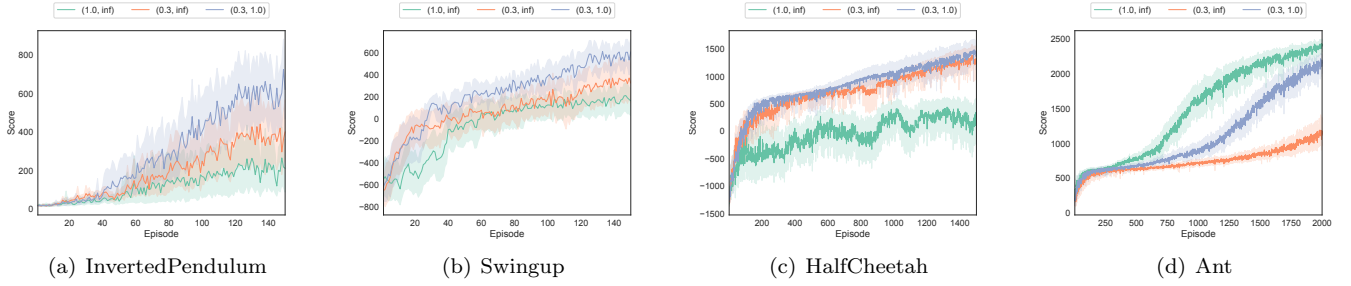 (1.0, inf) (0.3, inf) (0.3, 1.0)
Score
800
600
400
200
0
20 40 60 80 100 120 140
Episode
(a) InvertedPendulum
(1.0, inf) (0.3, inf) (0.3, 1.0)
Score
600
400
200
0
−200
−400
−600
−800
20 40 60 80 100 120 140
Episode
(b) Swingup
(1.0, inf) (0.3, inf) (0.3, 1.0)
Score
1500
1000
500
0
−500
−1000
−1500
200 400 600 800 1000 1200 1400
Episode
(c) HalfCheetah
(1.0, inf) (0.3, inf) (0.3, 1.0)
Score
2500
2000
1500
1000
500
0
250 500 750 1000 1250 1500 1750 2000
Episode
(d) Ant